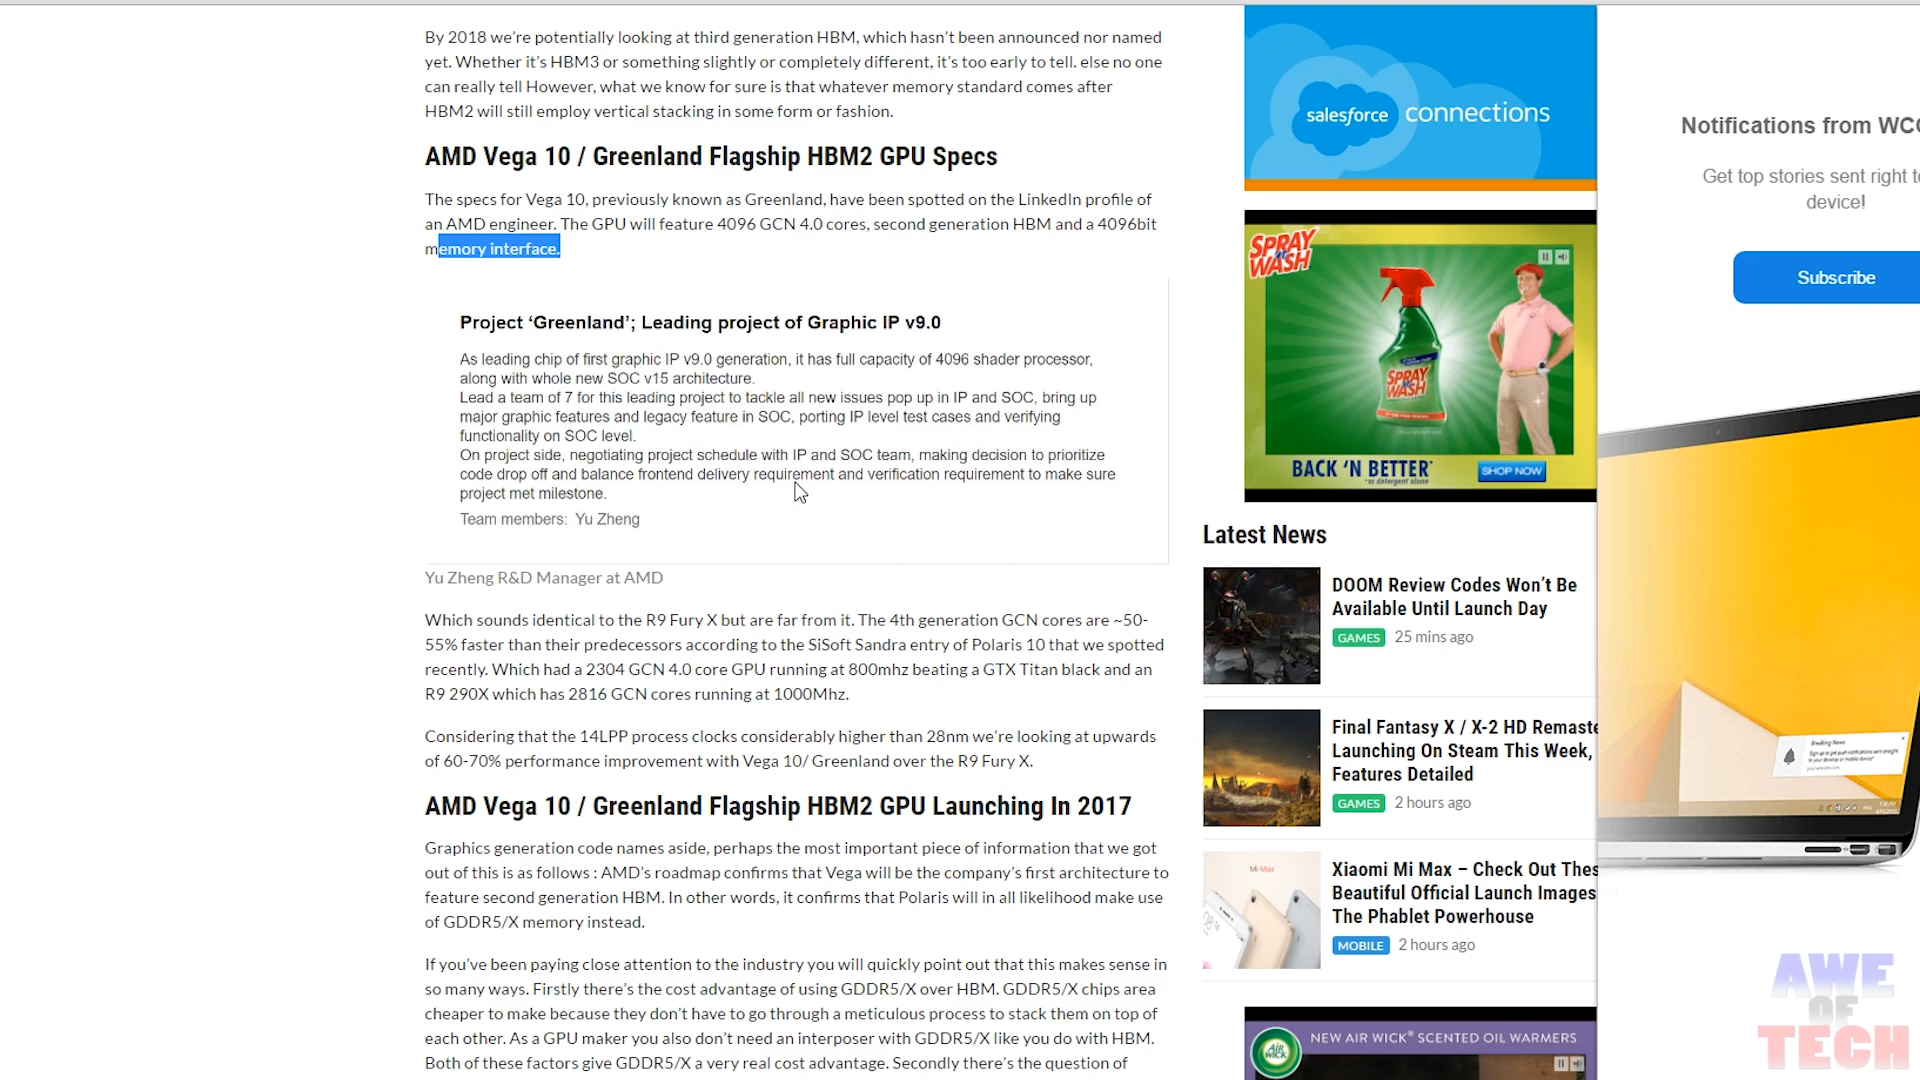 By 2018 we're potentially looking at third generation HBM, which hasn't been announced nor named
yet. Whether it's HBM3 or something slightly or completely different, it's too early to tell. else no one
can really tell However, what we know for sure is that whatever memory standard comes after
HBM2 will still employ vertical stacking in some form or fashion.
AMD Vega 10 / Greenland Flagship HBM2 GPU Specs
The specs for Vega 10, previously known as Greenland, have been spotted on the LinkedIn profile of
an AMD engineer. The GPU will feature 4096 GCN 4.0 cores, second generation HBM and a 4096bit
memory interface.
Project ‘Greenland’; Leading project of Graphic IP v9.0
As leading chip of first graphic IP v9.0 generation, it has full capacity of 4096 shader processor,
along with whole new SOC v15 architecture.
Lead a team of 7 for this leading project to tackle all new issues pop up in IP and SOC, bring up
major graphic features and legacy feature in SOC, porting IP level test cases and verifying
functionality on SOC level.
On project side, negotiating project schedule with IP and SOC team, making decision to prioritize
code drop off and balance frontend delivery requirement and verification requirement to make sure
project met milestone.
Team members: Yu Zheng
Yu Zheng R&D Manager at AMD
Which sounds identical to the R9 Fury X but are far from it. The 4th generation GCN cores are ~50-
55% faster than their predecessors according to the SiSoft Sandra entry of Polaris 10 that we spotted
recently. Which had a 2304 GCN 4.0 core GPU running at 800mhz beating a GTX Titan black and an
R9 290X which has 2816 GCN cores running at 1000Mhz.
Considering that the 14LPP process clocks considerably higher than 28nm we're looking at upwards
of 60-70% performance improvement with Vega 10/ Greenland over the R9 Fury X.
AMD Vega 10 / Greenland Flagship HBM2 GPU Launching In 2017
Graphics generation code names aside, perhaps the most important piece of information that we got
out of this is as follows : AMD's roadmap confirms that Vega will be the company's first architecture to
feature second generation HBM. In other words, it confirms that Polaris will in all likelihood make use
of GDDR5/X memory instead.
If you've been paying close attention to the industry you will quickly point out that this makes sense in
so many ways. Firstly there's the cost advantage of using GDDR5/X over HBM. GDDR5/X chips area
cheaper to make because they don't have to go through a meticulous process to stack them on top of
each other. As a GPU maker you also don't need an interposer with GDDR5/X like you do with HBM.
Both of these factors give GDDR5/X a very real cost advantage. Secondly there's the question of
salesforce connections
SPRAY
n
WASH
SPRAY
n
WASH
BACK 'N BETTER*
*vs detergent alone
SHOP NOW
Latest News
DOOM Review Codes Won't Be
Available Until Launch Day
GAMES 25 mins ago
Final Fantasy X / X-2 HD Remaste
Launching On Steam This Week,
Features Detailed
GAMES 2 hours ago
Mi Max
Xiaomi Mi Max – Check Out Thes
Beautiful Official Launch Images
The Phablet Powerhouse
MOBILE 2 hours ago
AIR
WICK
NEW AIR WICK® SCENTED OIL WARMERS
Notifications from WCC
Get top stories sent right to
device!
Subscribe
Breaking News
AWE
OF
TECH